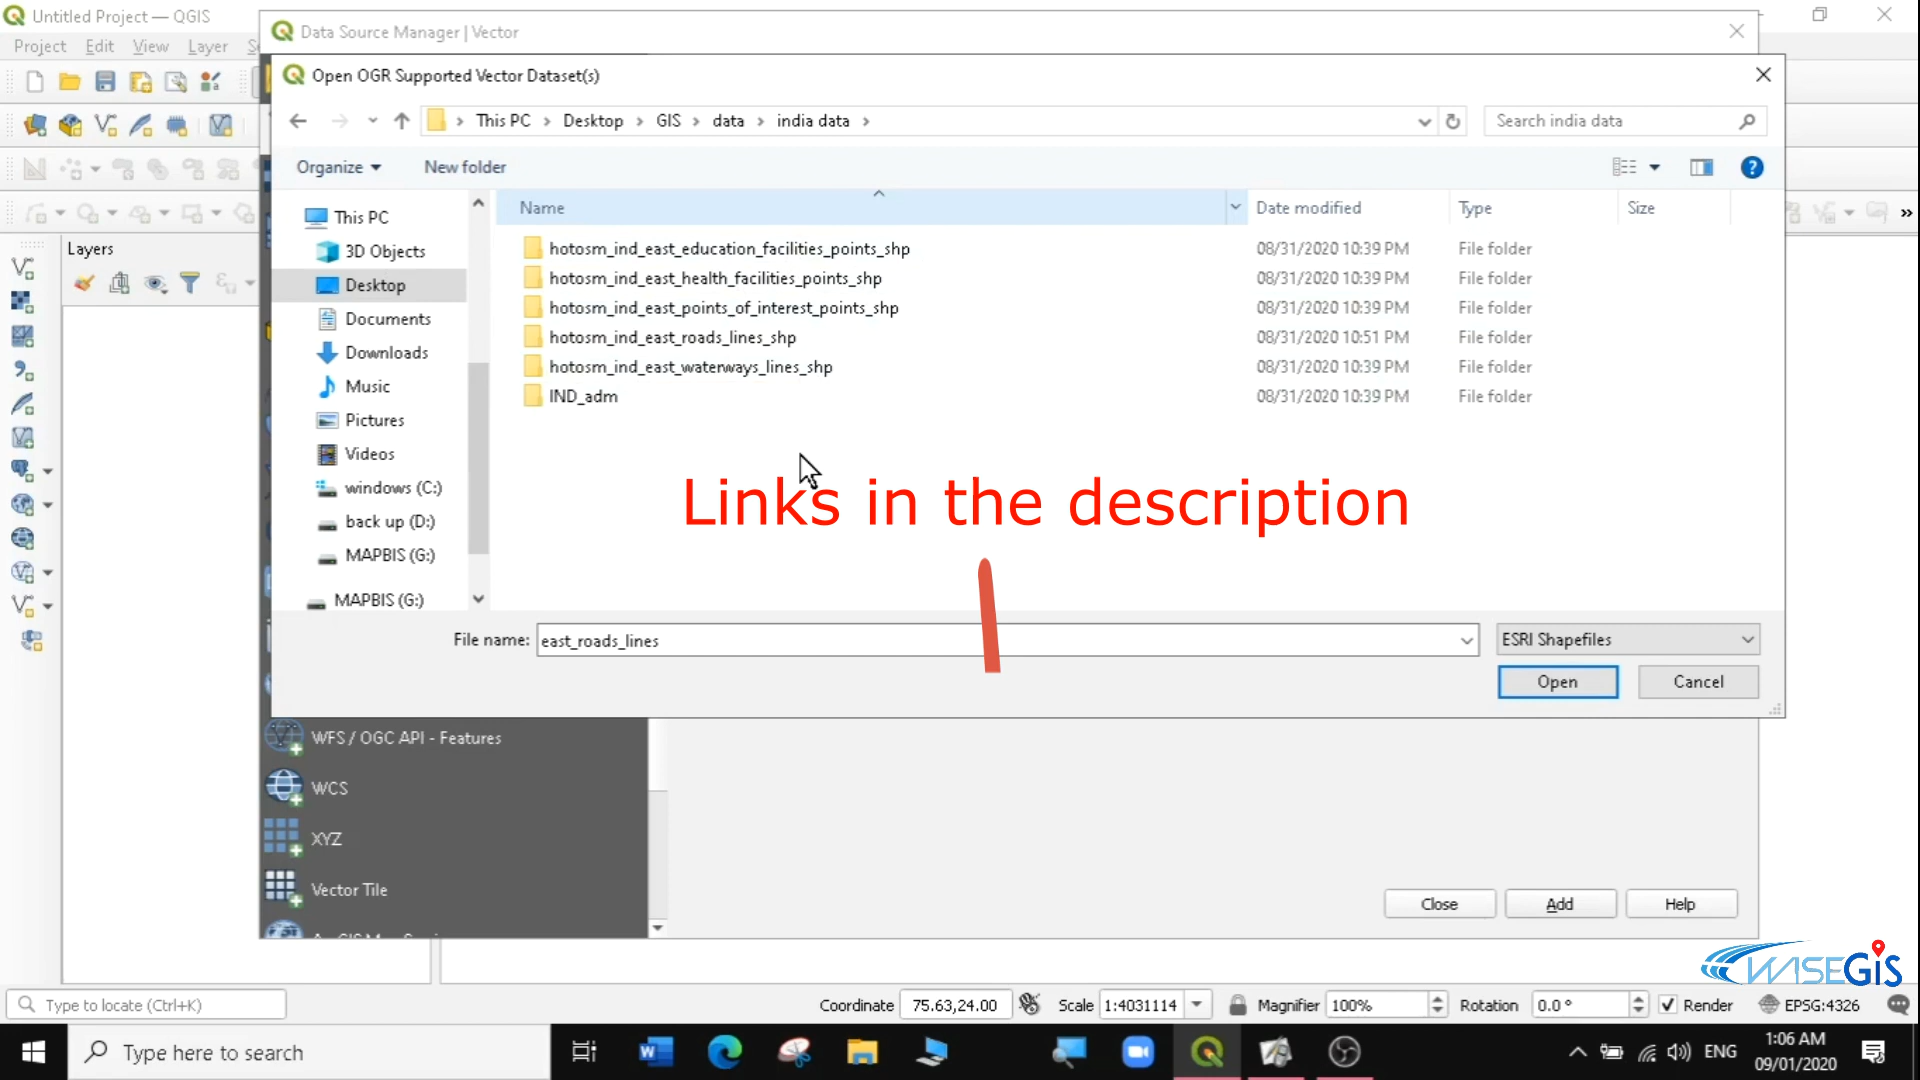 Untitled Project — QGIS
Project Edit View Layer
Data Source Manager | Vector
Open OGR Supported Vector Dataset(s)
This PC > Desktop > GIS > data > india data >
Search india data
Organize
New folder
Layers
This PC
3D Objects
Desktop
Documents
Downloads
Music
Pictures
Videos
windows (C:)
back up (D:)
MAPBIS (G:)
MAPBIS (G:)
Name Date modified Type Size
hotosm_ind_east_education_facilities_points_shp 08/31/2020 10:39 PM File folder
hotosm_ind_east_health_facilities_points_shp 08/31/2020 10:39 PM File folder
hotosm_ind_east_points_of_interest_points_shp 08/31/2020 10:39 PM File folder
hotosm_ind_east_roads_lines_shp 08/31/2020 10:51 PM File folder
hotosm_ind_east_waterways_lines_shp 08/31/2020 10:39 PM File folder
IND_adm 08/31/2020 10:39 PM File folder
Links in the description
File name: east_roads_lines
ESRI Shapefiles
Open Cancel
WFS / OGC API - Features
WCS
XYZ
Vector Tile
Close Add Help
WISEGIS
Type to locate (Ctrl+K)
Coordinate 75.63,24.00 Scale 1:4031114 Magnifier 100% Rotation 0.0 ° Render EPSG:4326
Type here to search
ENG
1:06 AM
09/01/2020